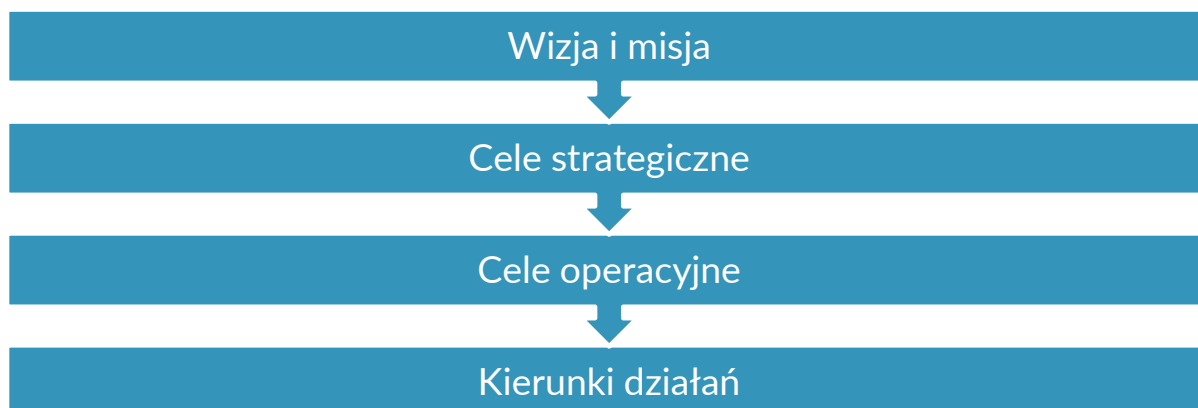 Wizja i misja
Cele strategiczne
Cele operacyjne
Kierunki działań